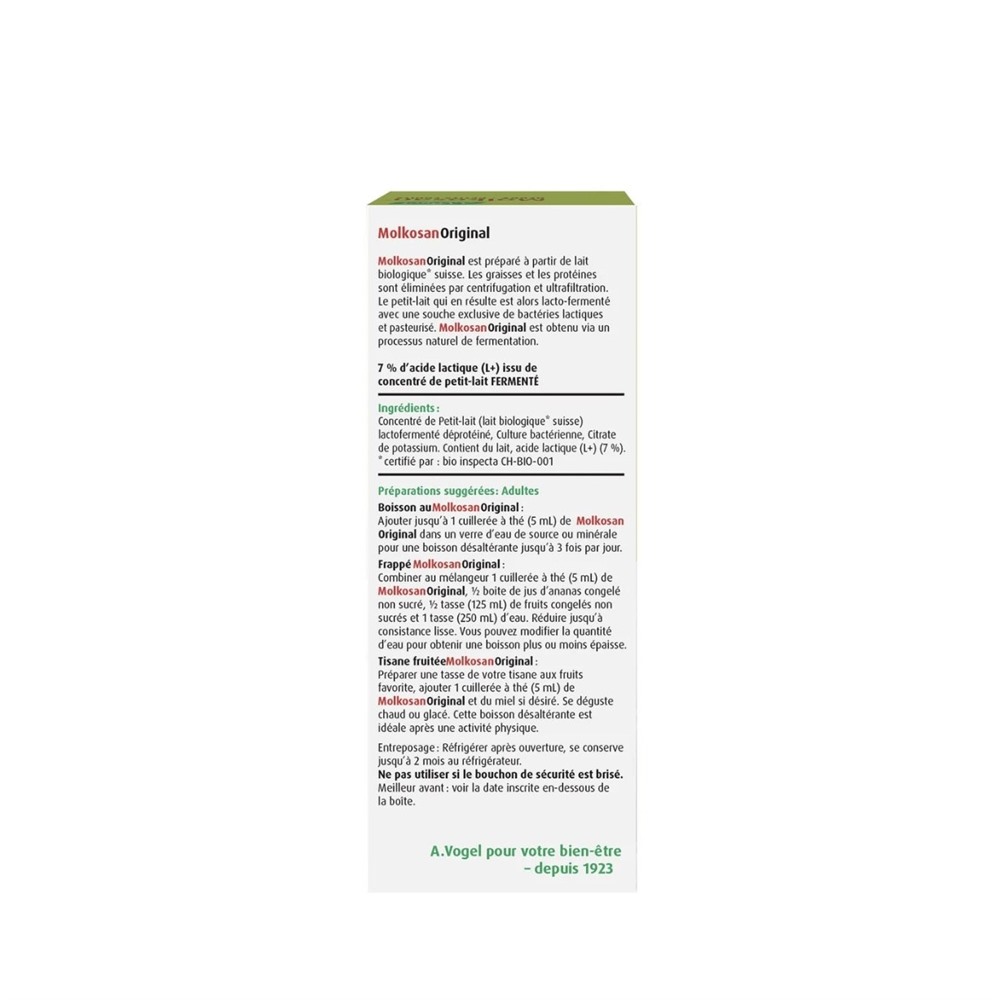 MolkosanOriginal
MolkosanOriginal est préparé à partir de lait
biologique* suisse. Les graisses et les protéines
sont éliminées par centrifugation et ultrafiltration.
Le petit-lait qui en résulte est alors lacto-fermenté
avec une souche exclusive de bactéries lactiques
et pasteurisé. MolkosanOriginal est obtenu via un
processus naturel de fermentation.
7 % d'acide lactique (L+) issu de
concentré de petit-lait FERMENTÉ
Ingrédients :
Concentré de Petit-lait (lait biologique* suisse)
lactofermenté déprotéiné, Culture bactérienne, Citrate
de potassium. Contient du lait, acide lactique (L+) (7 %).
*certifié par : bio inspecta CH-BIO-001
Préparations suggérées: Adultes
Boisson auMolkosanOriginal :
Ajouter jusqu'à 1 cuillerée à thé (5 mL) de Molkosan
Original dans un verre d'eau de source ou minérale
pour une boisson désaltérante jusqu'à 3 fois par jour.
Frappé MolkosanOriginal :
Combiner au mélangeur 1 cuillerée à thé (5 mL) de
MolkosanOriginal, ½ boite de jus d'ananas congelé
non sucré, ½ tasse (125 mL) de fruits congelés non
sucrés et 1 tasse (250 mL) d'eau. Réduire jusqu'à
consistance lisse. Vous pouvez modifier la quantité
d'eau pour obtenir une boisson plus ou moins épaisse.
Tisane fruitéeMolkosanOriginal :
Préparer une tasse de votre tisane aux fruits
favorite, ajouter 1 cuillerée à thé (5 mL) de
MolkosanOriginal et du miel si désiré. Se déguste
chaud ou glacé. Cette boisson désaltérante est
idéale après une activité physique.
Entreposage : Réfrigérer après ouverture, se conserve
jusqu'à 2 mois au réfrigérateur.
Ne pas utiliser si le bouchon de sécurité est brisé.
Meilleur avant : voir la date inscrite en-dessous de
la boîte.
A.Vogel pour votre bien-être
– depuis 1923